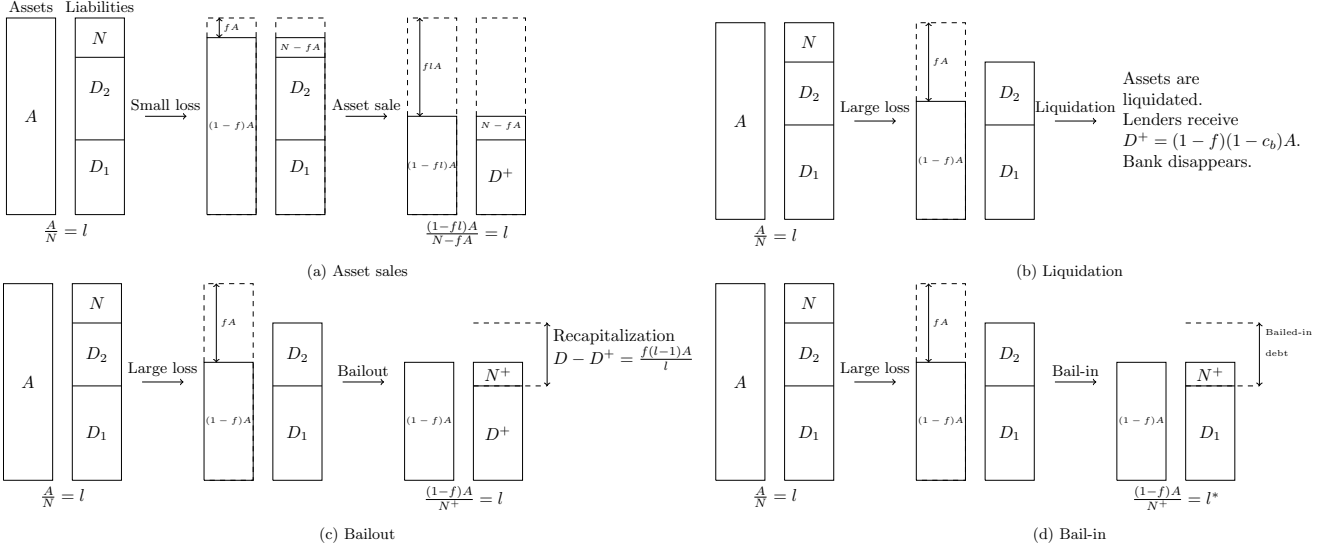 Assets
Liabilities
A
N
D₂
D₁
A/N = l
Small loss
fA
(1 − f)A
N − fA
D₂
D₁
Asset sale
flA
(1 − fl)A
N − fA
D⁺
(1−fl)A/N−fA = l
(a) Asset sales
A
N
D₂
D₁
A/N = l
Large loss
fA
(1 − f)A
D₂
D₁
Liquidation
Assets are
liquidated.
Lenders receive
D⁺ = (1 − f)(1 − c_b)A.
Bank disappears.
(b) Liquidation
A
N
D₂
D₁
A/N = l
Large loss
fA
(1 − f)A
D₂
D₁
Bailout
(1 − f)A
N⁺
D⁺
(1−f)A/N⁺ = l
Recapitalization
D − D⁺ = f(l−1)A/l
(c) Bailout
A
N
D₂
D₁
A/N = l
Large loss
fA
(1 − f)A
D₂
D₁
Bail-in
(1 − f)A
N⁺
D₁
(1−f)A/N⁺ = l*
Bailed-in
debt
(d) Bail-in